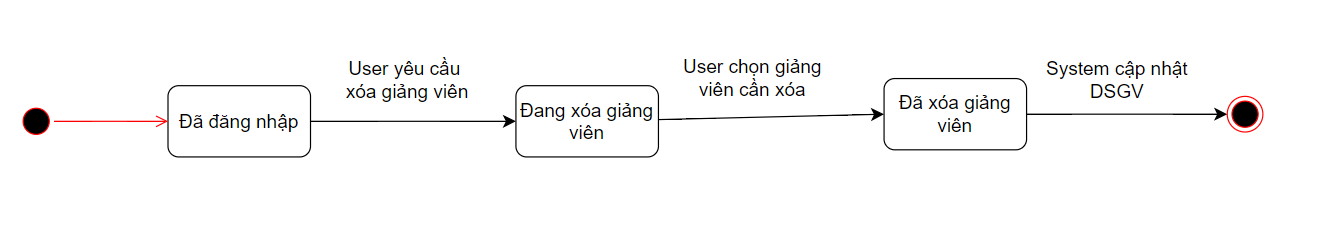 Đã đăng nhập
User yêu cầu
xóa giảng viên
Đang xóa giảng
viên
User chọn giảng
viên cần xóa
Đã xóa giảng
viên
System cập nhật
DSGV